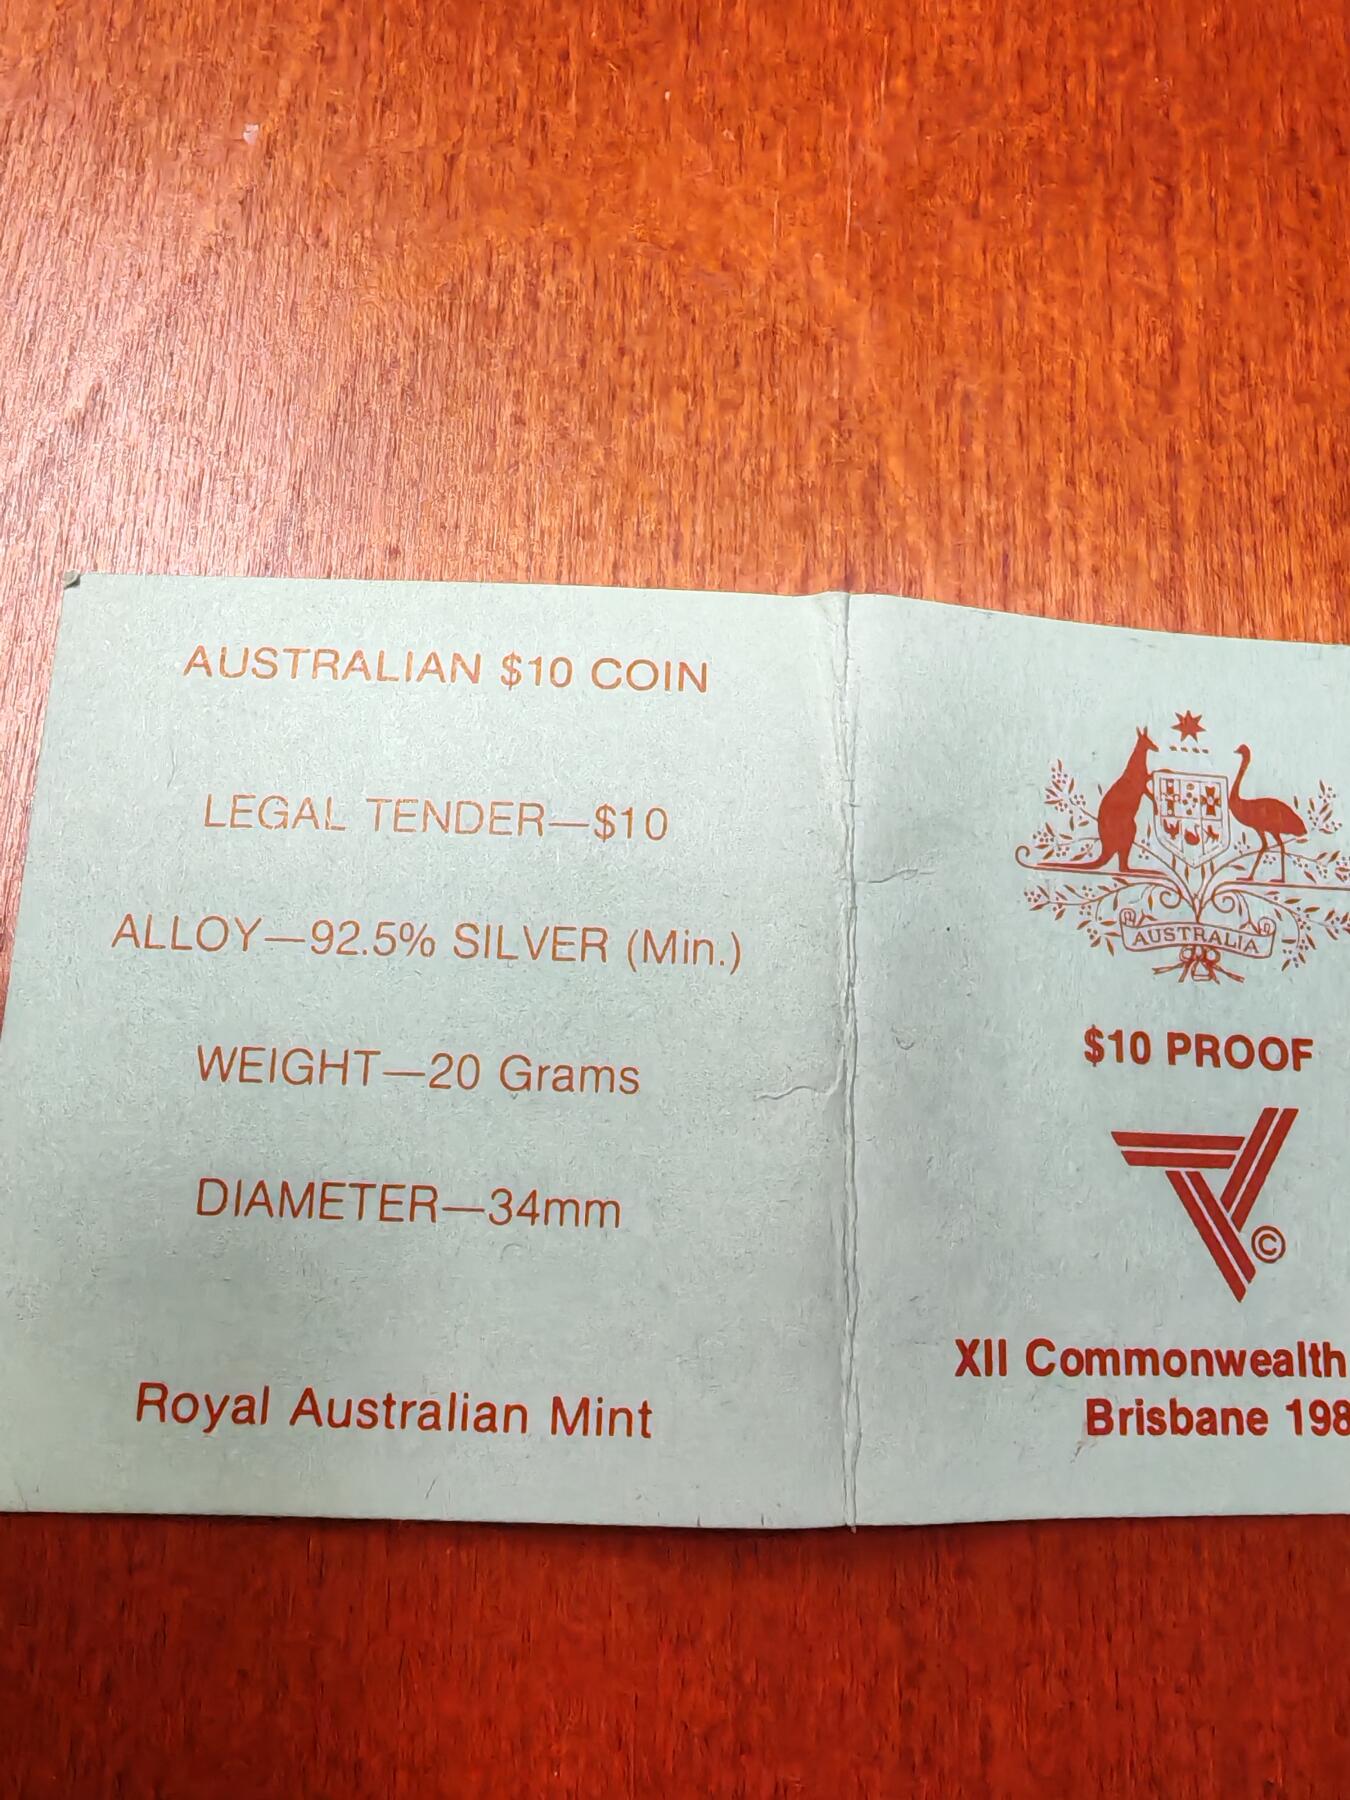 AUSTRALIAN $10 COIN
LEGAL TENDER—$10
ALLOY—92.5% SILVER (Min.)
WEIGHT—20 Grams
DIAMETER—34mm
Royal Australian Mint
AUSTRALIA
$10 PROOF
©
XII Commonwealth
Brisbane 198